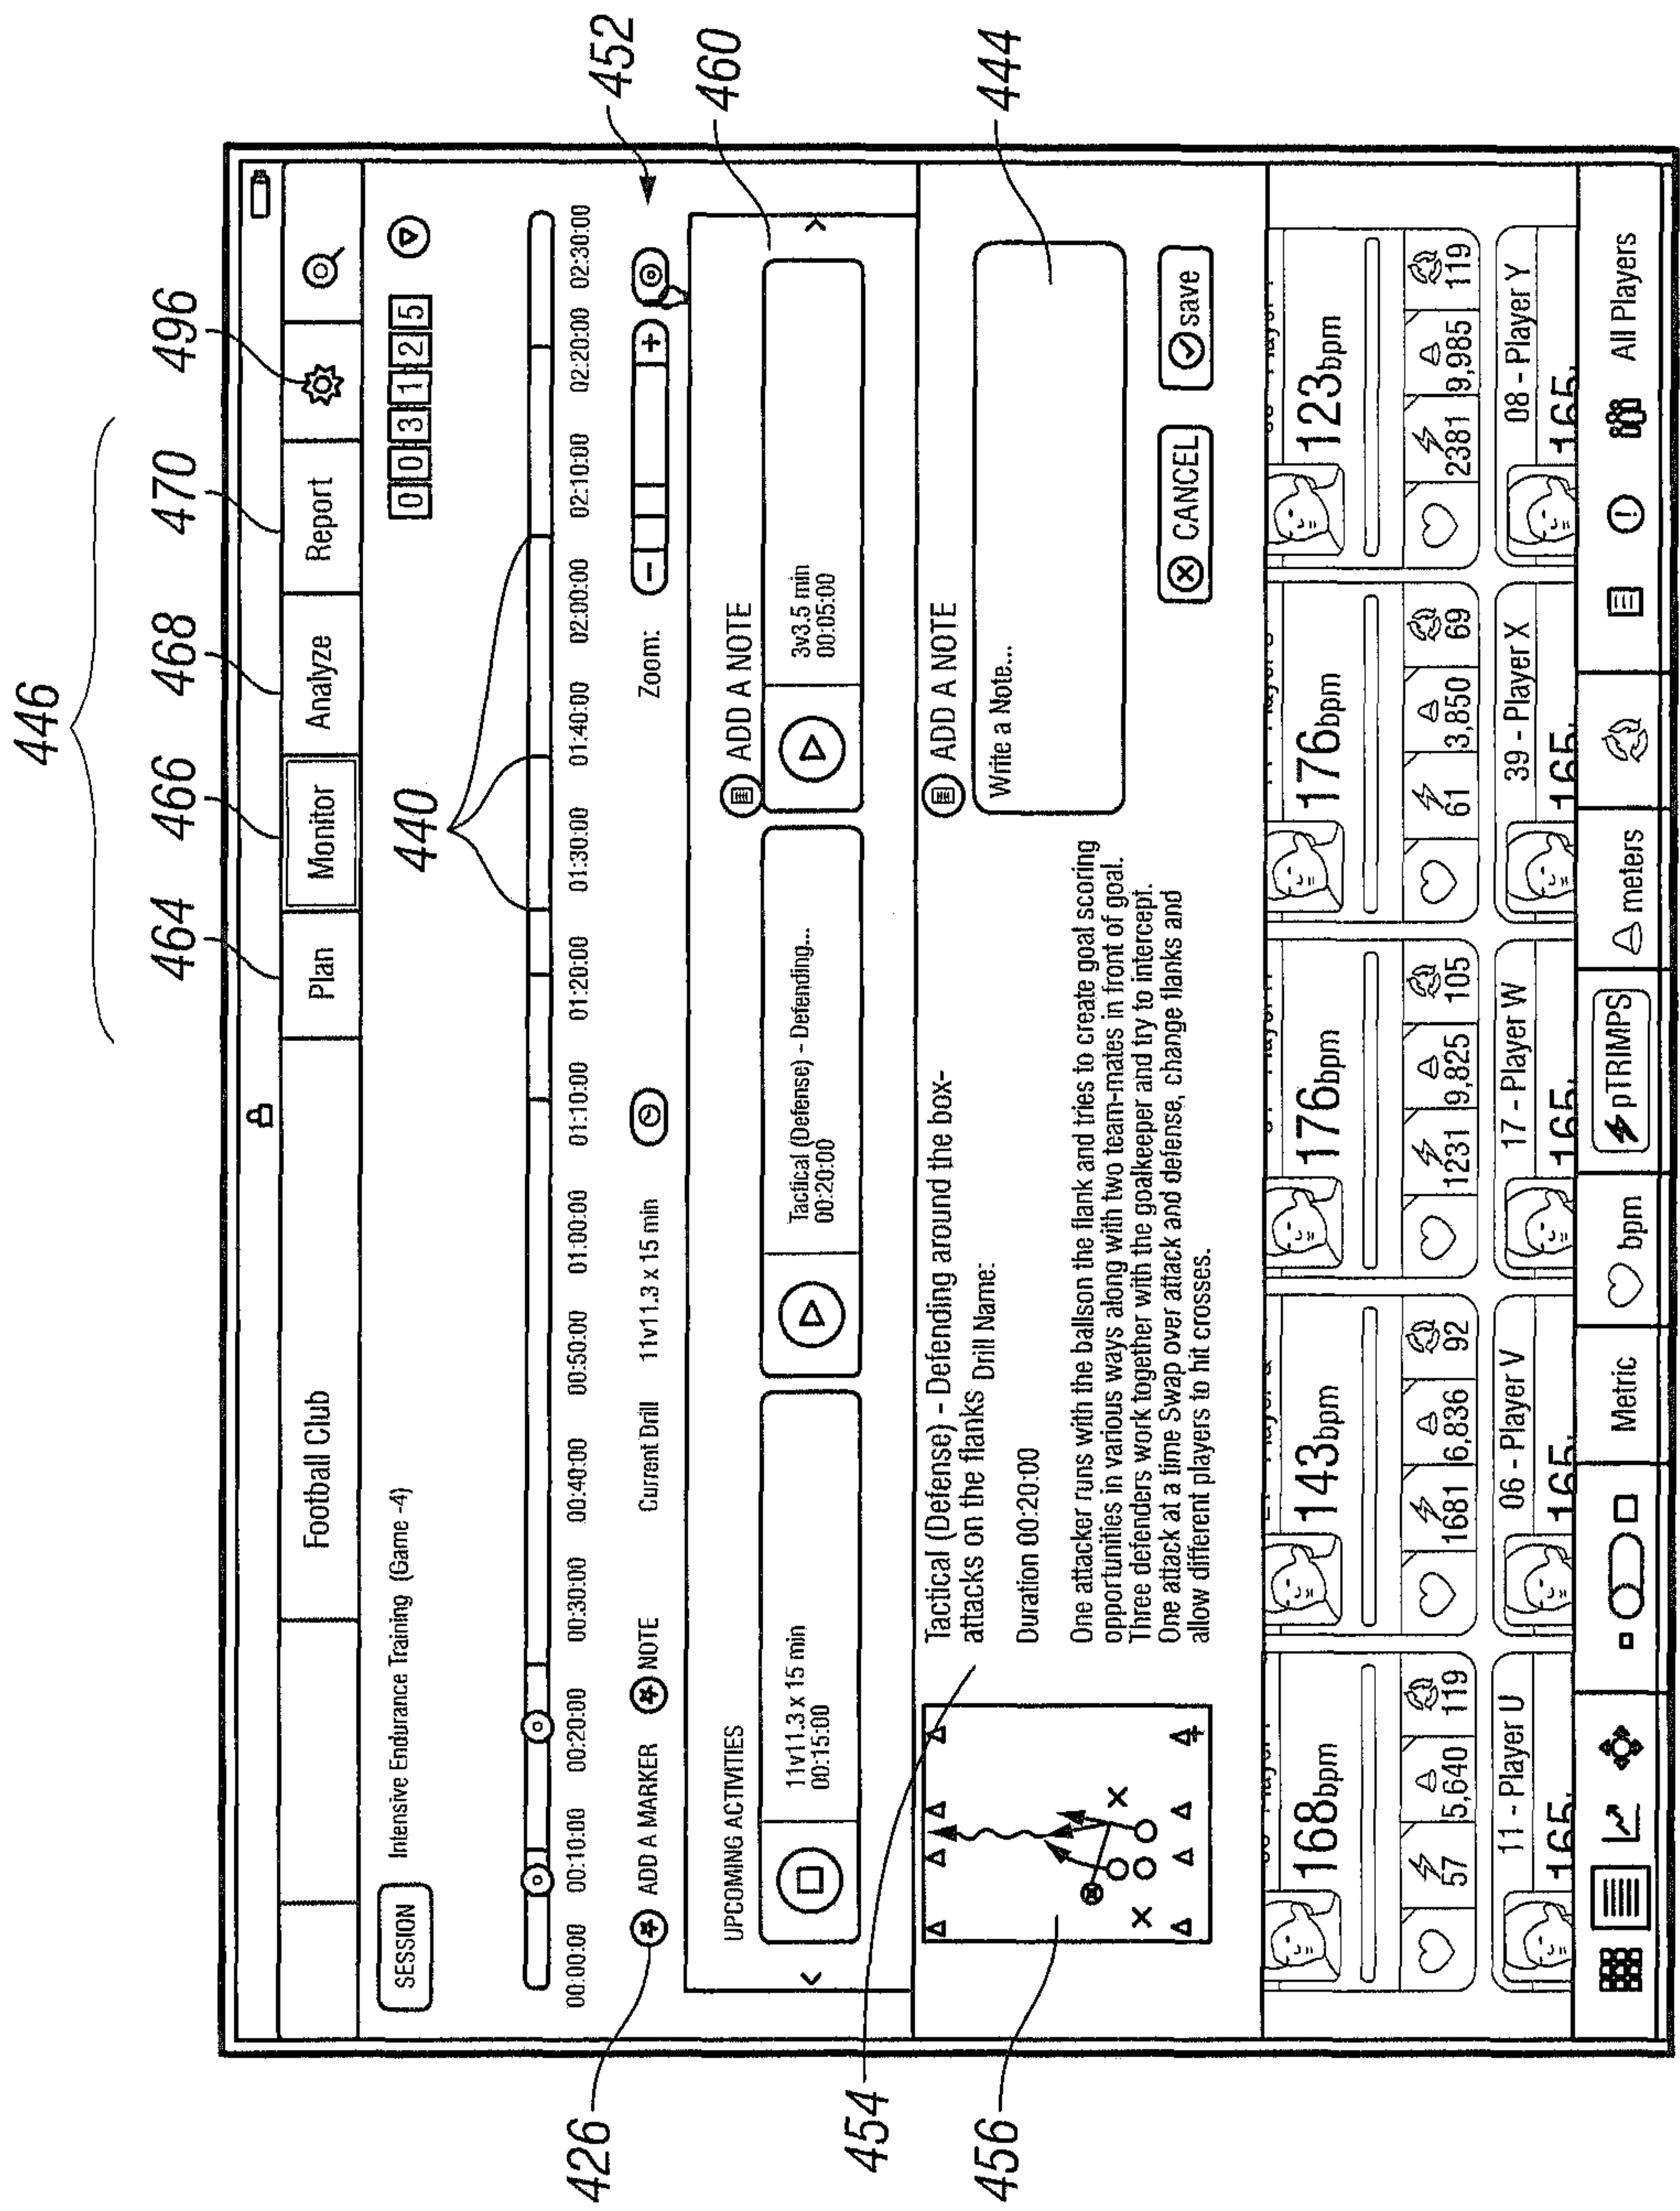 446
464 466 468 470 496
Football Club Plan Monitor Analyze Report
SESSION Intensive Endurance Training (Game -4) 0 0 3 1 2 5
440
00:00:00 00:10:00 00:20:00 00:30:00 00:40:00 00:50:00 01:00:00 01:10:00 01:20:00 01:30:00 01:40:00 02:00:00 02:10:00 02:20:00 02:30:00
426 ADD A MARKER NOTE Current Drill 11v11.3 x 15 min Zoom: − + 452
UPCOMING ACTIVITIES ADD A NOTE 460
11v11.3 x 15 min
00:15:00
Tactical (Defense) - Defending...
00:20:00
3v3.5 min
00:05:00
454
456
Tactical (Defense) - Defending around the box-
attacks on the flanks Drill Name:
Duration 00:20:00
One attacker runs with the ballson the flank and tries to create goal scoring
opportunities in various ways along with two team-mates in front of goal.
Three defenders work together with the goalkeeper and try to intercept.
One attack at a time Swap over attack and defense, change flanks and
allow different players to hit crosses.
ADD A NOTE
Write a Note...
444
CANCEL save
168bpm 143bpm 176bpm 176bpm 123bpm
57 5,640 119 1681 6,836 92 1231 9,825 105 61 3,850 69 2381 9,985 119
11 - Player U 06 - Player V 17 - Player W 39 - Player X 08 - Player Y
165 165 165 165 165
Metric bpm pTRIMPS meters All Players